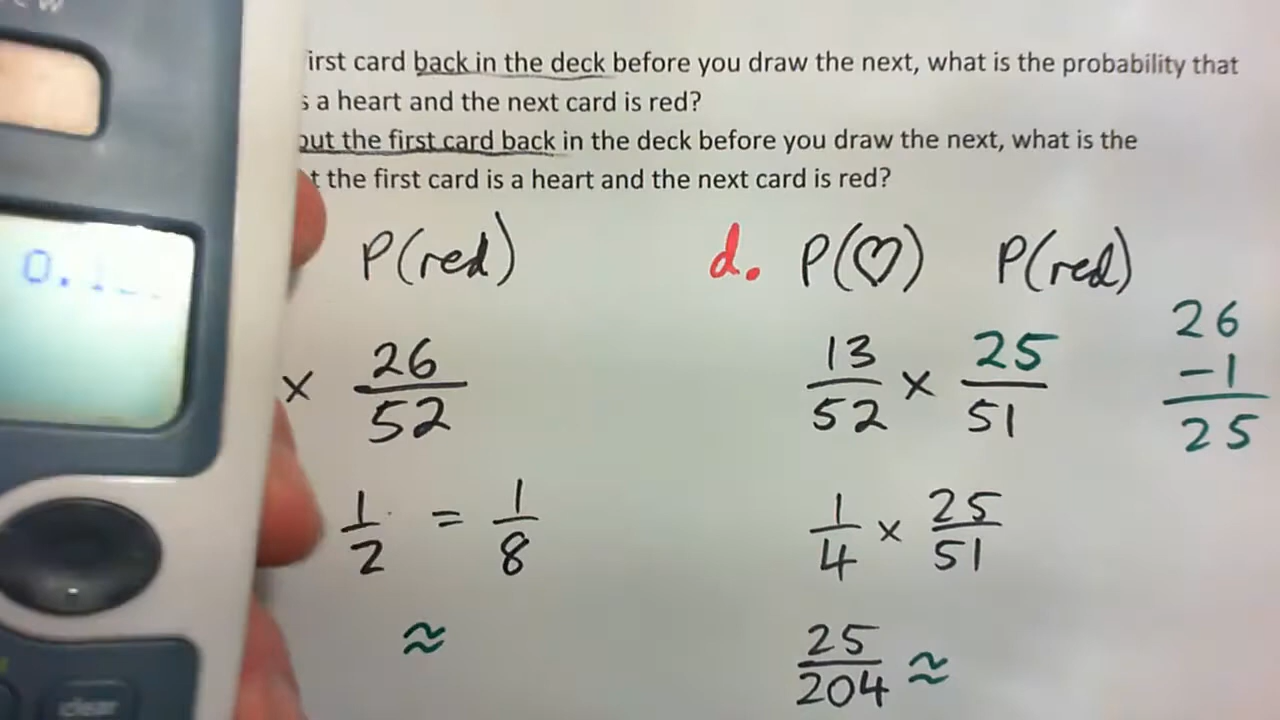 irst card back in the deck before you draw the next, what is the probability that
s a heart and the next card is red?
out the first card back in the deck before you draw the next, what is the
t the first card is a heart and the next card is red?
P(red)
× 26/52
1/2 = 1/8
≈
d. P(♡) P(red)
13/52 × 25/51
26
-1
25
1/4 × 25/51
25/204 ≈
clear